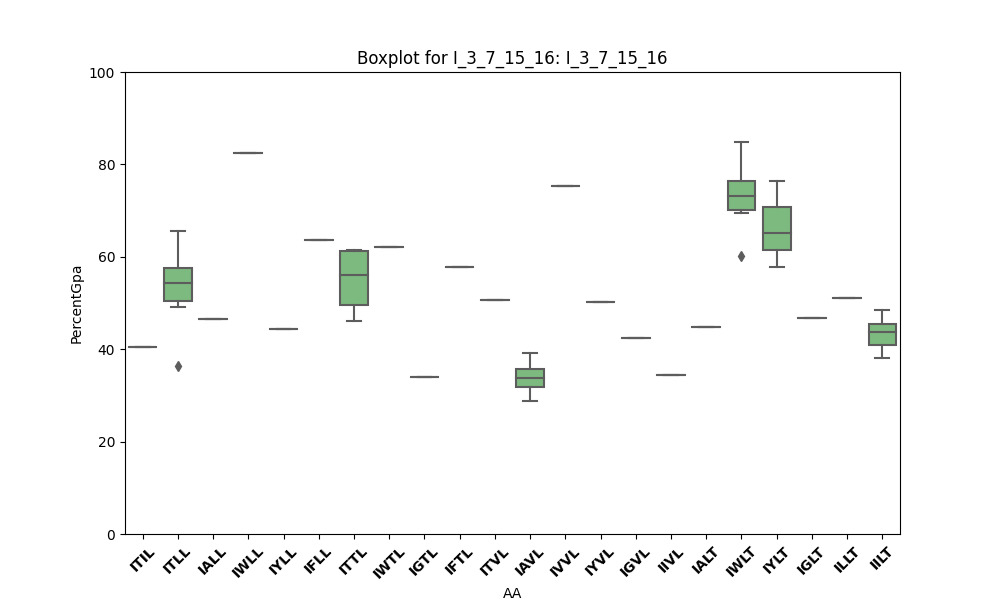 Boxplot for I_3_7_15_16: I_3_7_15_16
PercentGpa
100
80
60
40
20
0
ITIL ITLL IALL IWLL IYLL IFLL ITTL IWTL IGTL IFTL ITVL IAVL IVVL IYVL IGVL IIVL IALT IWLT IYLT IGLT ILLT IILT
AA